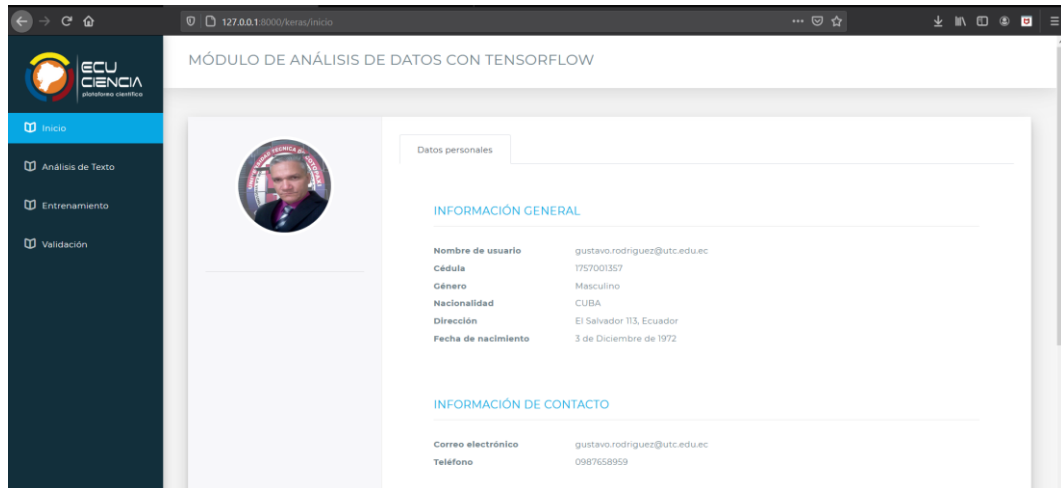 127.0.0.1:8000/keras/inicio
ECU
CIENCIA
plataforma científica
MÓDULO DE ANÁLISIS DE DATOS CON TENSORFLOW
Inicio
Análisis de Texto
Entrenamiento
Validación
Datos personales
INFORMACIÓN GENERAL
Nombre de usuario gustavo.rodriguez@utc.edu.ec
Cédula 1757001357
Género Masculino
Nacionalidad CUBA
Dirección El Salvador 113, Ecuador
Fecha de nacimiento 3 de Diciembre de 1972
INFORMACIÓN DE CONTACTO
Correo electrónico gustavo.rodriguez@utc.edu.ec
Teléfono 0987658959